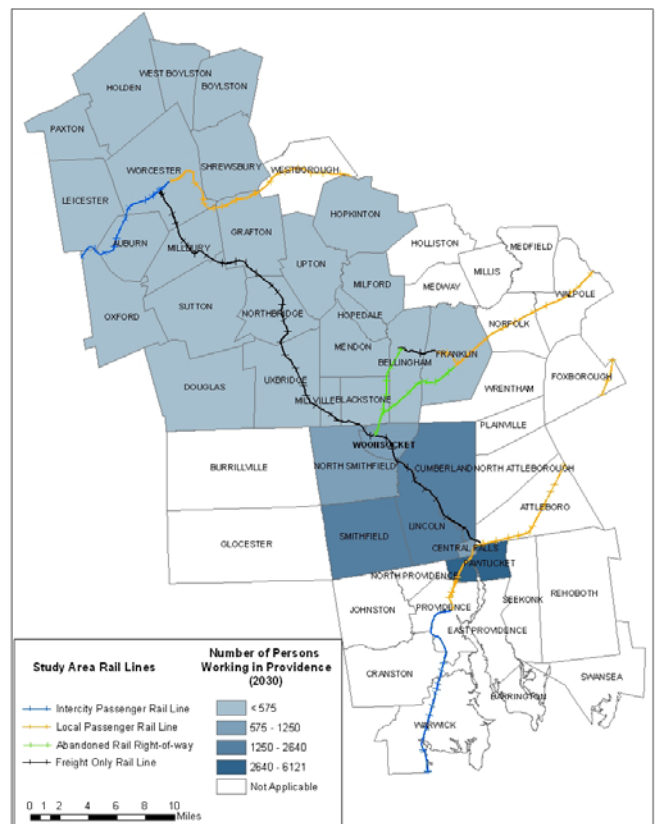 WEST BOYLSTON
HOLDEN
BOYLSTON
PAXTON
WORCESTER
SHREWSBURY
WESTBOROUGH
LEICESTER
HOPKINTON
AUBURN
MILLBURY
GRAFTON
HOLLISTON
MEDFIELD
UPTON
MILLIS
MILFORD
MEDWAY
WALPOLE
OXFORD
SUTTON
NORTHBRIDGE
HOPEDALE
NORFOLK
MENDON
BELLINGHAM
FRANKLIN
UXBRIDGE
FOXBOROUGH
DOUGLAS
MILLVILLE
BLACKSTONE
WRENTHAM
PLAINVILLE
WOONSOCKET
BURRILLVILLE
NORTH SMITHFIELD
CUMBERLAND
NORTH ATTLEBOROUGH
ATTLEBORO
GLOCESTER
SMITHFIELD
LINCOLN
CENTRAL FALLS
PAWTUCKET
NORTH PROVIDENCE
SEEKONK
REHOBOTH
JOHNSTON
PROVIDENCE
EAST PROVIDENCE
CRANSTON
SWANSEA
BARRINGTON
WARWICK
Study Area Rail Lines
Intercity Passenger Rail Line
Local Passenger Rail Line
Abandoned Rail Right-of-way
Freight Only Rail Line
Number of Persons
Working in Providence
(2030)
< 575
575 - 1250
1250 - 2640
2640 - 6121
Not Applicable
0 1 2 4 6 8 10
Miles